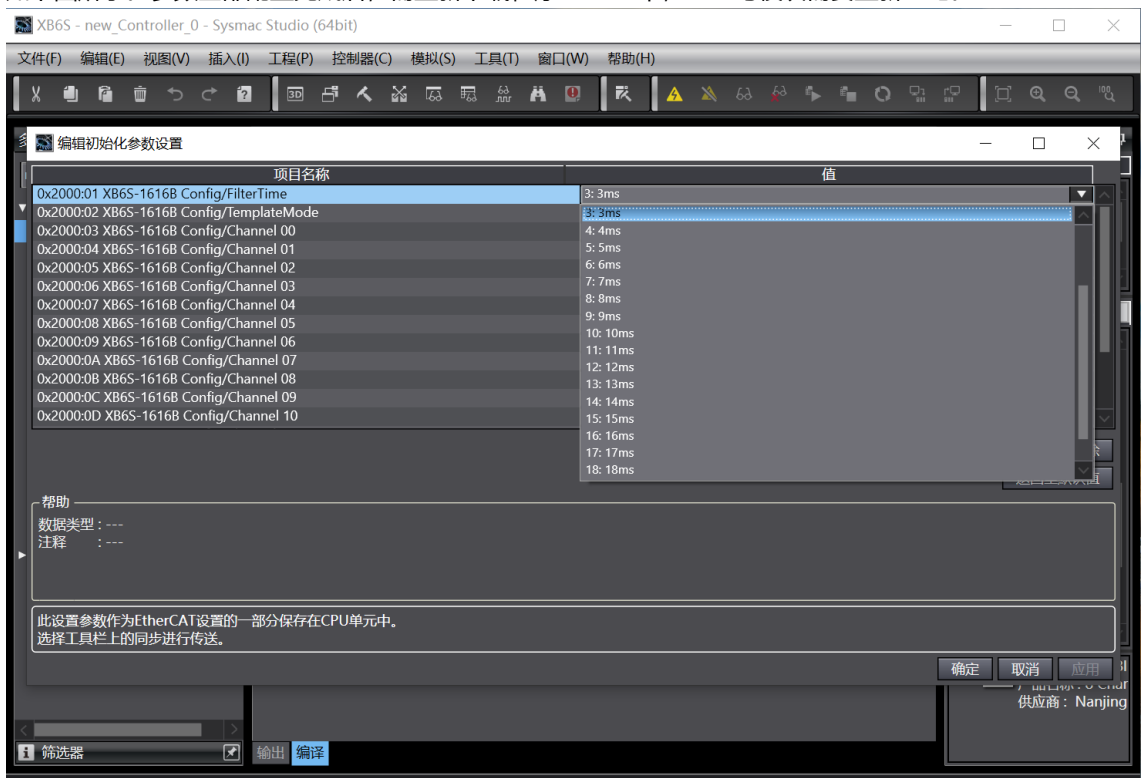 XB6S - new_Controller_0 - Sysmac Studio (64bit)
文件(F) 编辑(E) 视图(V) 插入(I) 工程(P) 控制器(C) 模拟(S) 工具(T) 窗口(W) 帮助(H)
编辑初始化参数设置
项目名称 值
0x2000:01 XB6S-1616B Config/FilterTime 3: 3ms
0x2000:02 XB6S-1616B Config/TemplateMode
0x2000:03 XB6S-1616B Config/Channel 00
0x2000:04 XB6S-1616B Config/Channel 01
0x2000:05 XB6S-1616B Config/Channel 02
0x2000:06 XB6S-1616B Config/Channel 03
0x2000:07 XB6S-1616B Config/Channel 04
0x2000:08 XB6S-1616B Config/Channel 05
0x2000:09 XB6S-1616B Config/Channel 06
0x2000:0A XB6S-1616B Config/Channel 07
0x2000:0B XB6S-1616B Config/Channel 08
0x2000:0C XB6S-1616B Config/Channel 09
0x2000:0D XB6S-1616B Config/Channel 10
3: 3ms
4: 4ms
5: 5ms
6: 6ms
7: 7ms
8: 8ms
9: 9ms
10: 10ms
11: 11ms
12: 12ms
13: 13ms
14: 14ms
15: 15ms
16: 16ms
17: 17ms
18: 18ms
帮助
数据类型 : ---
注释 : ---
此设置参数作为EtherCAT设置的一部分保存在CPU单元中。
选择工具栏上的同步进行传送。
确定 取消 应用
供应商 : Nanjing
筛选器 输出 编译